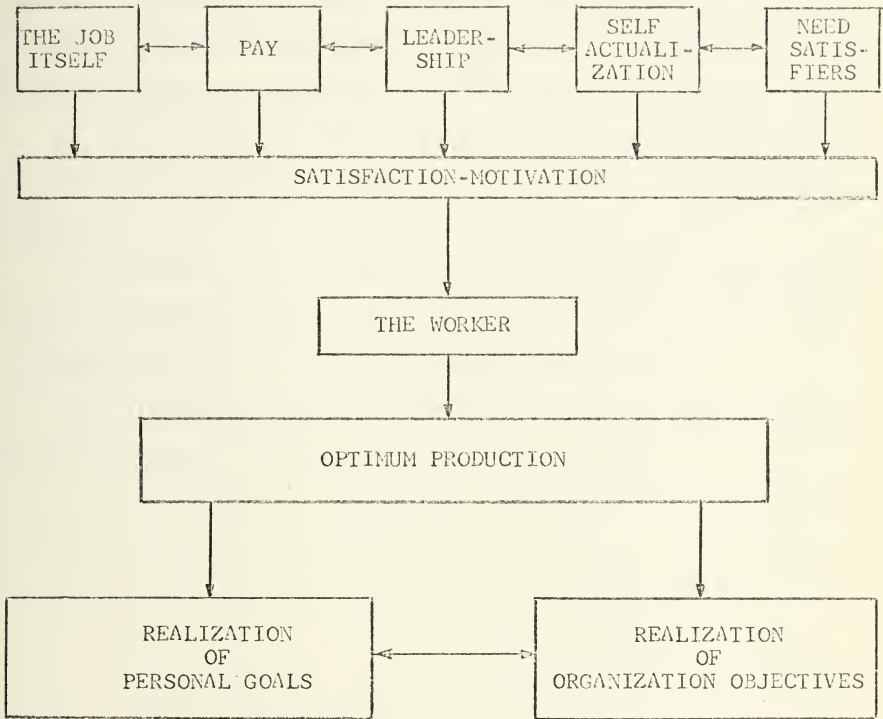 THE JOB
ITSELF
PAY
LEADER-
SHIP
SELF
ACTUALI-
ZATION
NEED
SATIS-
FIERS
SATISFACTION-MOTIVATION
THE WORKER
OPTIMUM PRODUCTION
REALIZATION
OF
PERSONAL GOALS
REALIZATION
OF
ORGANIZATION OBJECTIVES